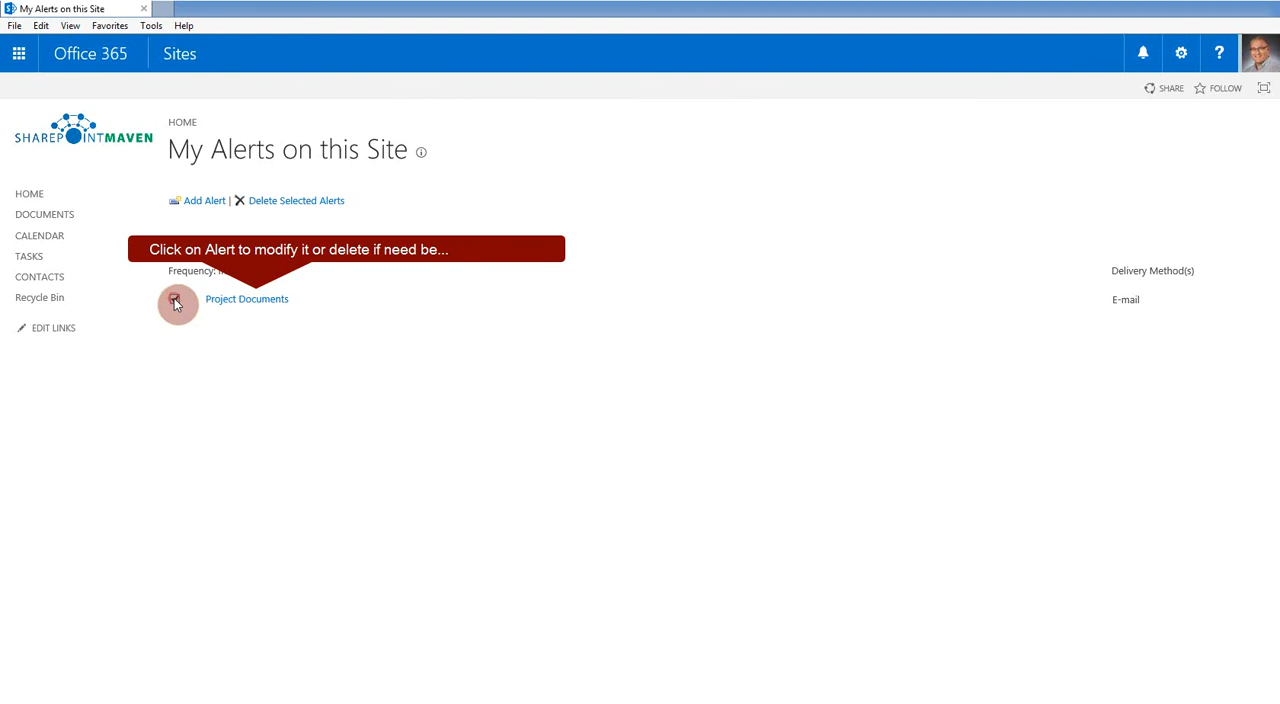 My Alerts on this Site
File Edit View Favorites Tools Help
Office 365 Sites
SHARE FOLLOW
SHAREPOINTMAVEN
HOME
My Alerts on this Site
Add Alert | Delete Selected Alerts
HOME
DOCUMENTS
CALENDAR
TASKS
CONTACTS
Recycle Bin
EDIT LINKS
Click on Alert to modify it or delete if need be...
Frequency:
Delivery Method(s)
Project Documents
E-mail